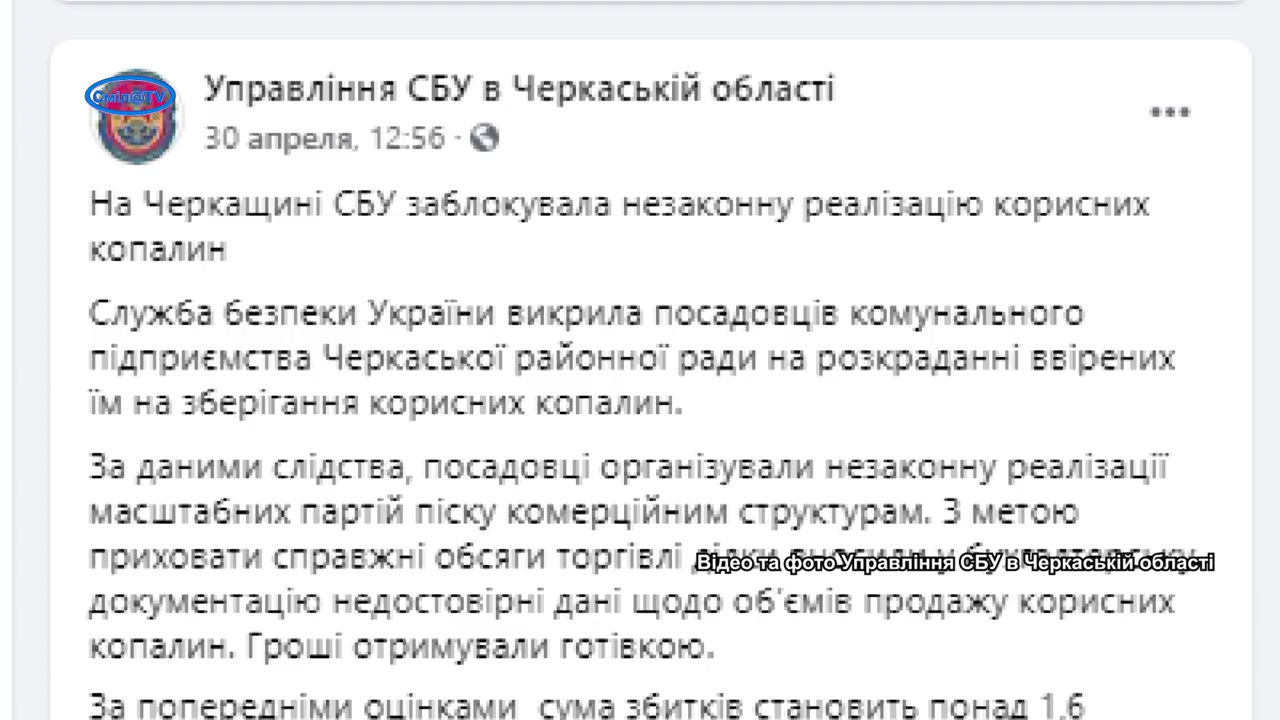 Сміл@TV
Управління СБУ в Черкаській області
30 апреля, 12:56 ·
На Черкащині СБУ заблокувала незаконну реалізацію корисних
копалин
Служба безпеки України викрила посадовців комунального
підприємства Черкаської районної ради на розкраданні ввірених
їм на зберігання корисних копалин.
За даними слідства, посадовці організували незаконну реалізації
масштабних партій піску комерційним структурам. З метою
приховати справжні обсяги торгівлі
Відео та фото Управління СБУ в Черкаській області
документацію недостовірні дані щодо об'ємів продажу корисних
копалин. Гроші отримували готівкою.
За попередніми оцінками сума збитків становить понад 1,6